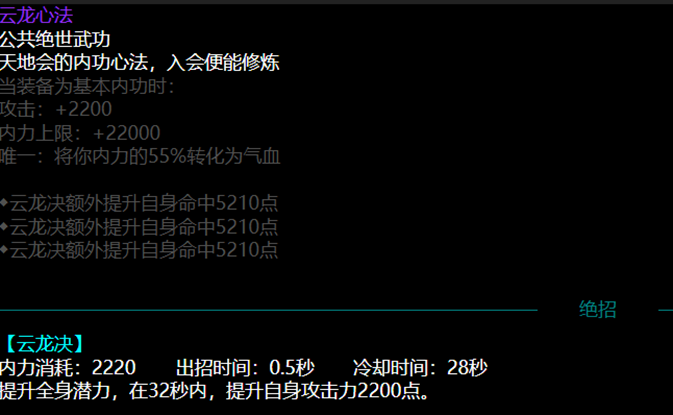 云龙心法
公共绝世武功
天地会的内功心法，入会便能修炼
当装备为基本内功时：
攻击：+2200
内力上限：+22000
唯一：将你内力的55%转化为气血
◆云龙决额外提升自身命中5210点
◆云龙决额外提升自身命中5210点
◆云龙决额外提升自身命中5210点
绝招
【云龙决】
内力消耗：2220 出招时间：0.5秒 冷却时间：28秒
提升全身潜力，在32秒内，提升自身攻击力2200点。